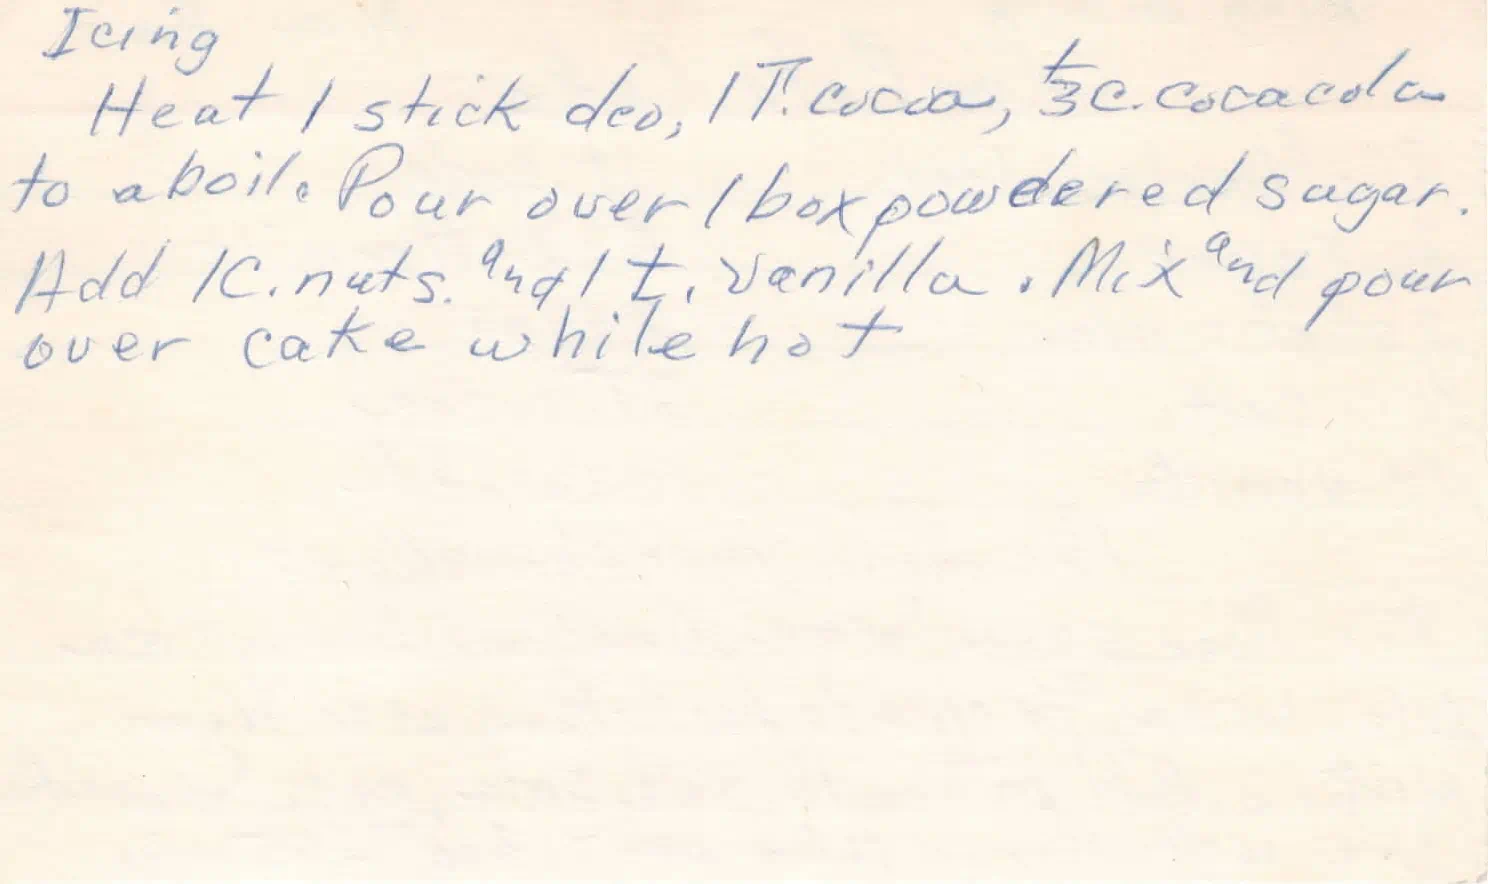 Icing
Heat 1 stick oleo, 1 T. cocoa, 1/3 c. cocacola
to a boil. Pour over 1 box powdered sugar.
Add 1 C. nuts. and 1 t. vanilla. Mix and pour
over cake while hot